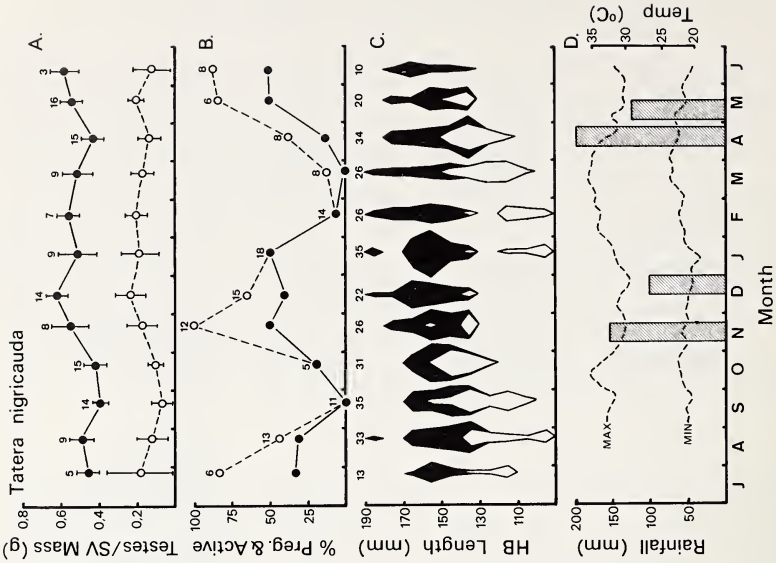 Tatera nigricauda
A.
Testes/SV Mass (g)
0.8
0.6
0.4
0.2
5 9 14 15 8 14 9 7 9 15 16 3
B.
% Preg. & Active
100
75
50
25
6 13 11 5 12 15 18 14 8 8 6 8
C.
HB Length (mm)
190
170
150
130
110
13 33 35 31 26 22 35 26 26 34 20 10
D.
Rainfall (mm)
200
150
100
50
MAX
MIN
Temp (°C)
35
30
25
20
J A S O N D J F M A M J
Month